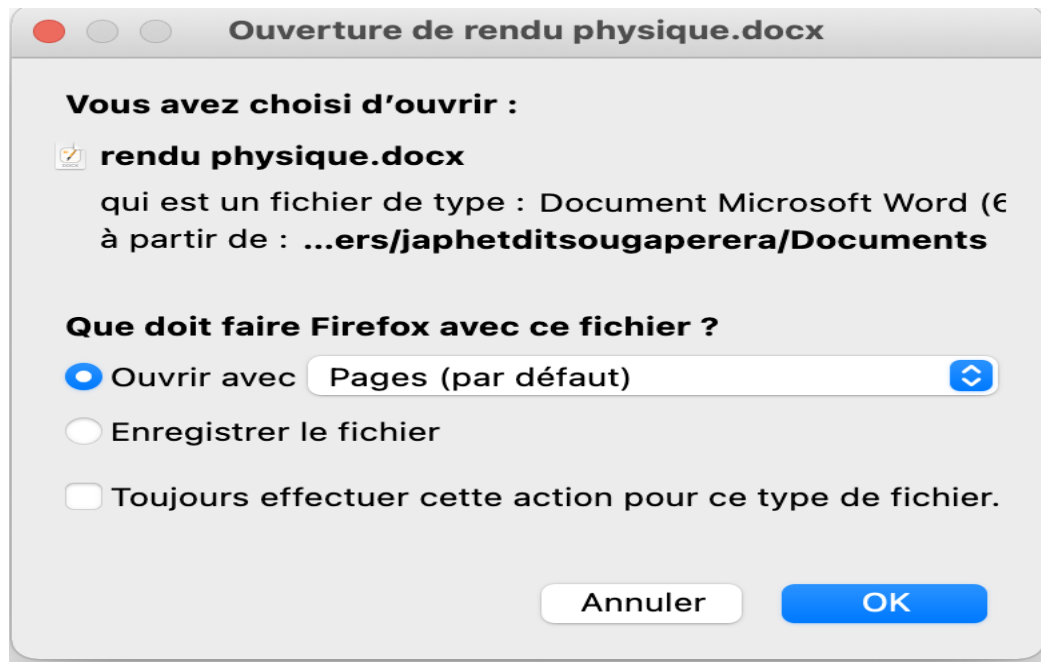 Ouverture de rendu physique.docx
Vous avez choisi d'ouvrir :
rendu physique.docx
qui est un fichier de type : Document Microsoft Word (6
à partir de : ...ers/japhetditsougaperera/Documents
Que doit faire Firefox avec ce fichier ?
Ouvrir avec Pages (par défaut)
Enregistrer le fichier
Toujours effectuer cette action pour ce type de fichier.
Annuler OK